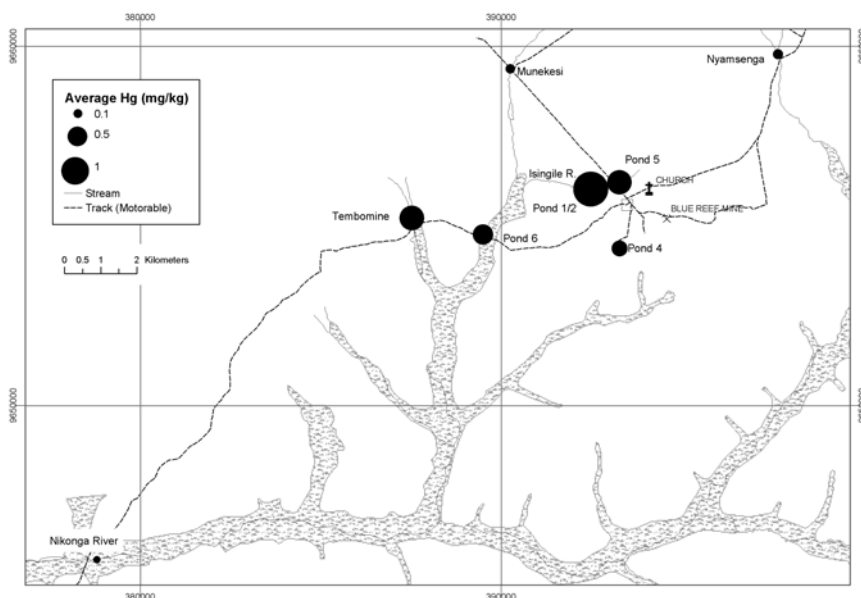 380000
390000
9660000
Nyamsenga
Munekesi
Average Hg (mg/kg)
0.1
0.5
1
Stream
Track (Motorable)
0 0.5 1 2 Kilometers
Pond 5
Isingile R.
CHURCH
Pond 1/2
BLUE REEF MINE
Tembomine
Pond 6
Pond 4
9650000
9650000
Nikonga River
380000
390000